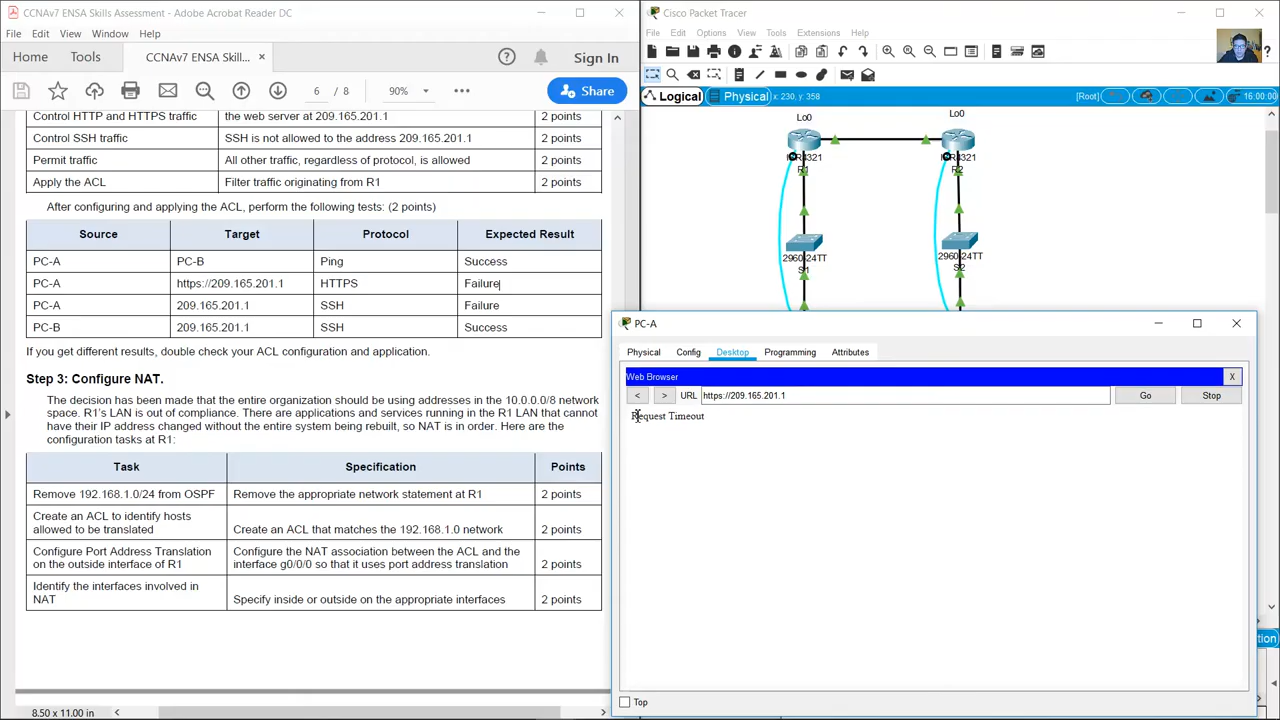 CCNAv7 ENSA Skills Assessment - Adobe Acrobat Reader DC
File Edit View Window Help
Home Tools CCNAv7 ENSA Skill... × Sign In
6 / 8 90% Share
Control HTTP and HTTPS traffic the web server at 209.165.201.1 2 points
Control SSH traffic SSH is not allowed to the address 209.165.201.1 2 points
Permit traffic All other traffic, regardless of protocol, is allowed 2 points
Apply the ACL Filter traffic originating from R1 2 points
After configuring and applying the ACL, perform the following tests: (2 points)
Source Target Protocol Expected Result
PC-A PC-B Ping Success
PC-A https://209.165.201.1 HTTPS Failure
PC-A 209.165.201.1 SSH Failure
PC-B 209.165.201.1 SSH Success
If you get different results, double check your ACL configuration and application.
Step 3: Configure NAT.
The decision has been made that the entire organization should be using addresses in the 10.0.0.0/8 network
space. R1's LAN is out of compliance. There are applications and services running in the R1 LAN that cannot
have their IP address changed without the entire system being rebuilt, so NAT is in order. Here are the
configuration tasks at R1:
Task Specification Points
Remove 192.168.1.0/24 from OSPF Remove the appropriate network statement at R1 2 points
Create an ACL to identify hosts
allowed to be translated Create an ACL that matches the 192.168.1.0 network 2 points
Configure Port Address Translation
on the outside interface of R1 Configure the NAT association between the ACL and the
interface g0/0/0 so that it uses port address translation 2 points
Identify the interfaces involved in
NAT Specify inside or outside on the appropriate interfaces 2 points
8.50 x 11.00 in
Cisco Packet Tracer
File Edit Options View Tools Extensions Help
Logical Physical x: 230, y: 358 [Root] 16:00:00
Lo0 Lo0
R1 R2
2960-24TT 2960-24TT
S1 S2
PC-A
Physical Config Desktop Programming Attributes
Web Browser X
< > URL https://209.165.201.1 Go Stop
Request Timeout
Top